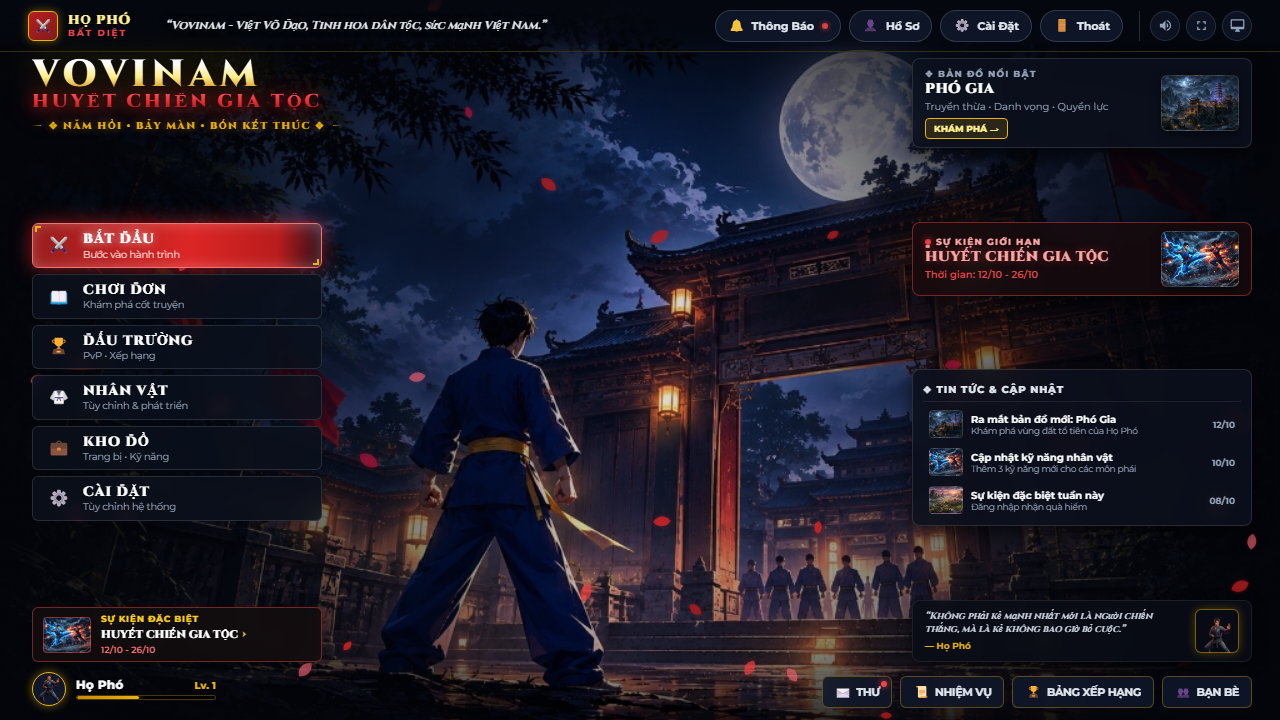 HỌ PHÓ
BẤT DIỆT
“Vovinam - Việt Võ Đạo, Tinh hoa dân tộc, sức mạnh Việt Nam.”
Thông Báo
Hồ Sơ
Cài Đặt
Thoát
VOVINAM
HUYẾT CHIẾN GIA TỘC
NĂM HỒI • BẢY MÀN • BỐN KẾT THÚC
BẮT ĐẦU
Bước vào hành trình
CHƠI ĐƠN
Khám phá cốt truyện
ĐẤU TRƯỜNG
PvP • Xếp hạng
NHÂN VẬT
Tùy chỉnh & phát triển
KHO ĐỒ
Trang bị • Kỹ năng
CÀI ĐẶT
Tùy chỉnh hệ thống
SỰ KIỆN ĐẶC BIỆT
HUYẾT CHIẾN GIA TỘC ›
12/10 - 26/10
Họ Phó
Lv. 1
BẢN ĐỒ NỔI BẬT
PHÓ GIA
Truyền thừa • Danh vọng • Quyền lực
KHÁM PHÁ →
SỰ KIỆN GIỚI HẠN
HUYẾT CHIẾN GIA TỘC
Thời gian: 12/10 - 26/10
TIN TỨC & CẬP NHẬT
Ra mắt bản đồ mới: Phó Gia
Khám phá vùng đất tổ tiên của Họ Phó
12/10
Cập nhật kỹ năng nhân vật
Thêm 3 kỹ năng mới cho các môn phái
10/10
Sự kiện đặc biệt tuần này
Đăng nhập nhận quà hiếm
08/10
“Không phải kẻ mạnh nhất mới là người chiến
thắng, mà là kẻ không bao giờ bỏ cuộc.”
— Họ Phó
THƯ
NHIỆM VỤ
BẢNG XẾP HẠNG
BẠN BÈ